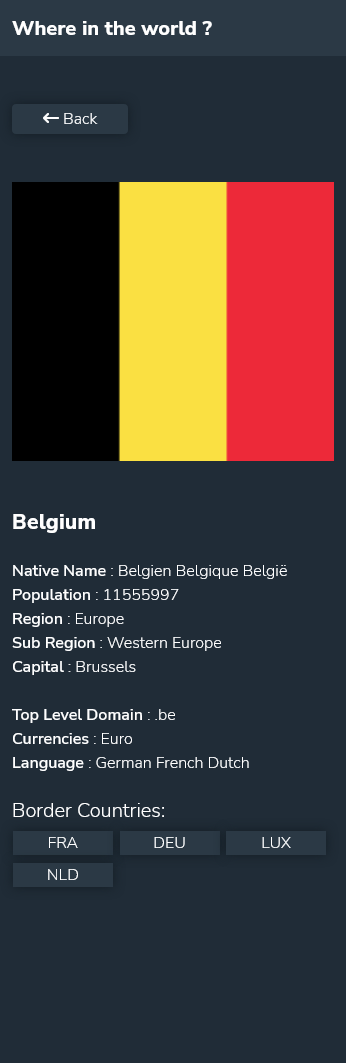 Where in the world ?
Back
Belgium
Native Name : Belgien Belgique België
Population : 11555997
Region : Europe
Sub Region : Western Europe
Capital : Brussels
Top Level Domain : .be
Currencies : Euro
Language : German French Dutch
Border Countries:
FRA DEU LUX
NLD